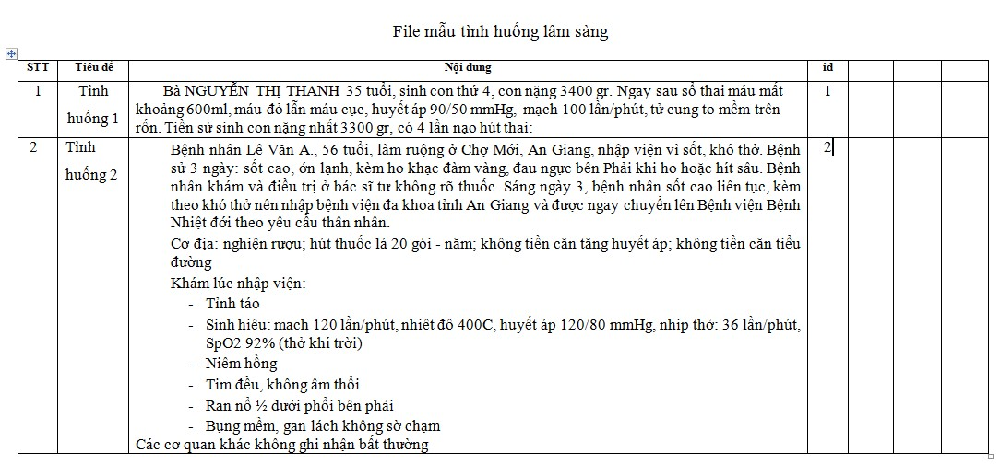 File mẫu tình huống lâm sàng
STT Tiêu đề Nội dung id
1 Tình huống 1 Bà NGUYỄN THỊ THANH 35 tuổi, sinh con thứ 4, con nặng 3400 gr. Ngay sau sổ thai máu mất 1
khoảng 600ml, máu đỏ lẫn máu cục, huyết áp 90/50 mmHg, mạch 100 lần/phút, tử cung to mềm trên
rốn. Tiền sử sinh con nặng nhất 3300 gr, có 4 lần nạo hút thai:
2 Tình huống 2 Bệnh nhân Lê Văn A., 56 tuổi, làm ruộng ở Chợ Mới, An Giang, nhập viện vì sốt, khó thở. Bệnh 2
sử 3 ngày: sốt cao, ớn lạnh, kèm ho khạc đàm vàng, đau ngực bên Phải khi ho hoặc hít sâu. Bệnh
nhân khám và điều trị ở bác sĩ tư không rõ thuốc. Sáng ngày 3, bệnh nhân sốt cao liên tục, kèm
theo khó thở nên nhập bệnh viện đa khoa tỉnh An Giang và được ngay chuyển lên Bệnh viện Bệnh
Nhiệt đới theo yêu cầu thân nhân.
Cơ địa: nghiện rượu; hút thuốc lá 20 gói - năm; không tiền căn tăng huyết áp; không tiền căn tiểu
đường
Khám lúc nhập viện:
- Tỉnh táo
- Sinh hiệu: mạch 120 lần/phút, nhiệt độ 400C, huyết áp 120/80 mmHg, nhịp thở: 36 lần/phút,
SpO2 92% (thở khí trời)
- Niêm hồng
- Tim đều, không âm thổi
- Ran nổ ½ dưới phổi bên phải
- Bụng mềm, gan lách không sờ chạm
Các cơ quan khác không ghi nhận bất thường